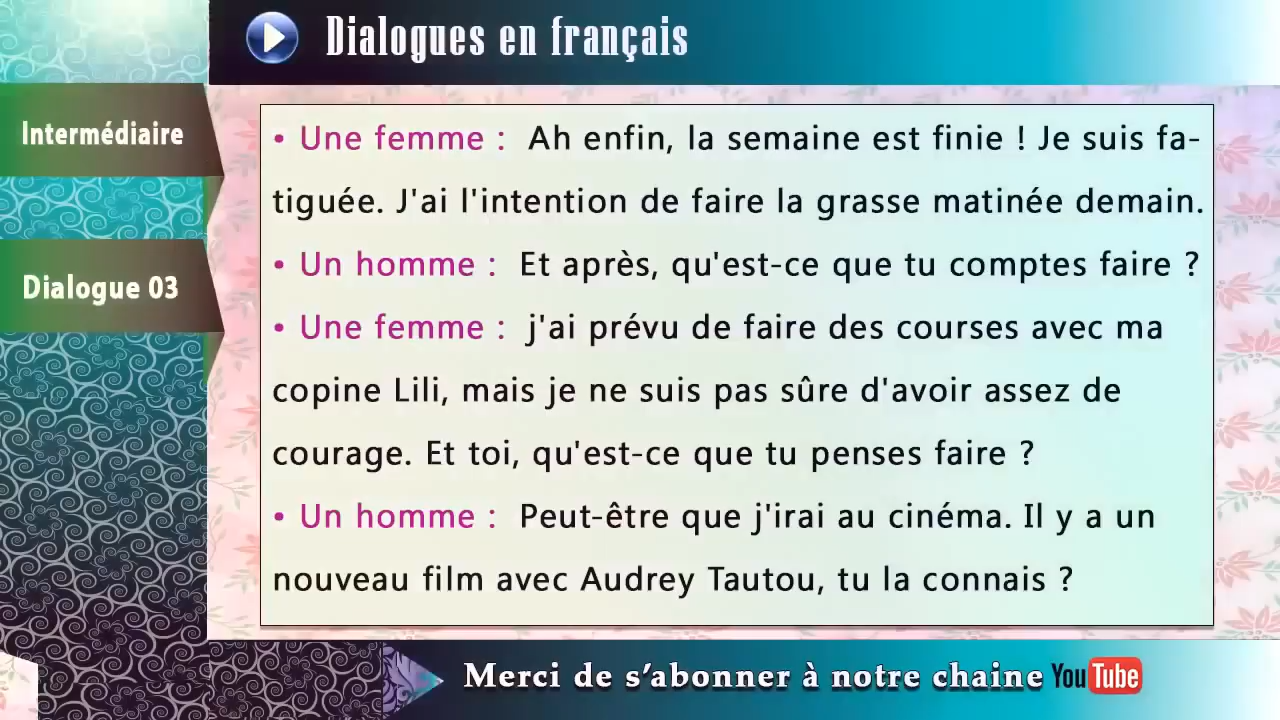 Dialogues en français
Intermédiaire
Dialogue 03
• Une femme : Ah enfin, la semaine est finie ! Je suis fa-
tiguée. J'ai l'intention de faire la grasse matinée demain.
• Un homme : Et après, qu'est-ce que tu comptes faire ?
• Une femme : j'ai prévu de faire des courses avec ma
copine Lili, mais je ne suis pas sûre d'avoir assez de
courage. Et toi, qu'est-ce que tu penses faire ?
• Un homme : Peut-être que j'irai au cinéma. Il y a un
nouveau film avec Audrey Tautou, tu la connais ?
Merci de s'abonner à notre chaine YouTube